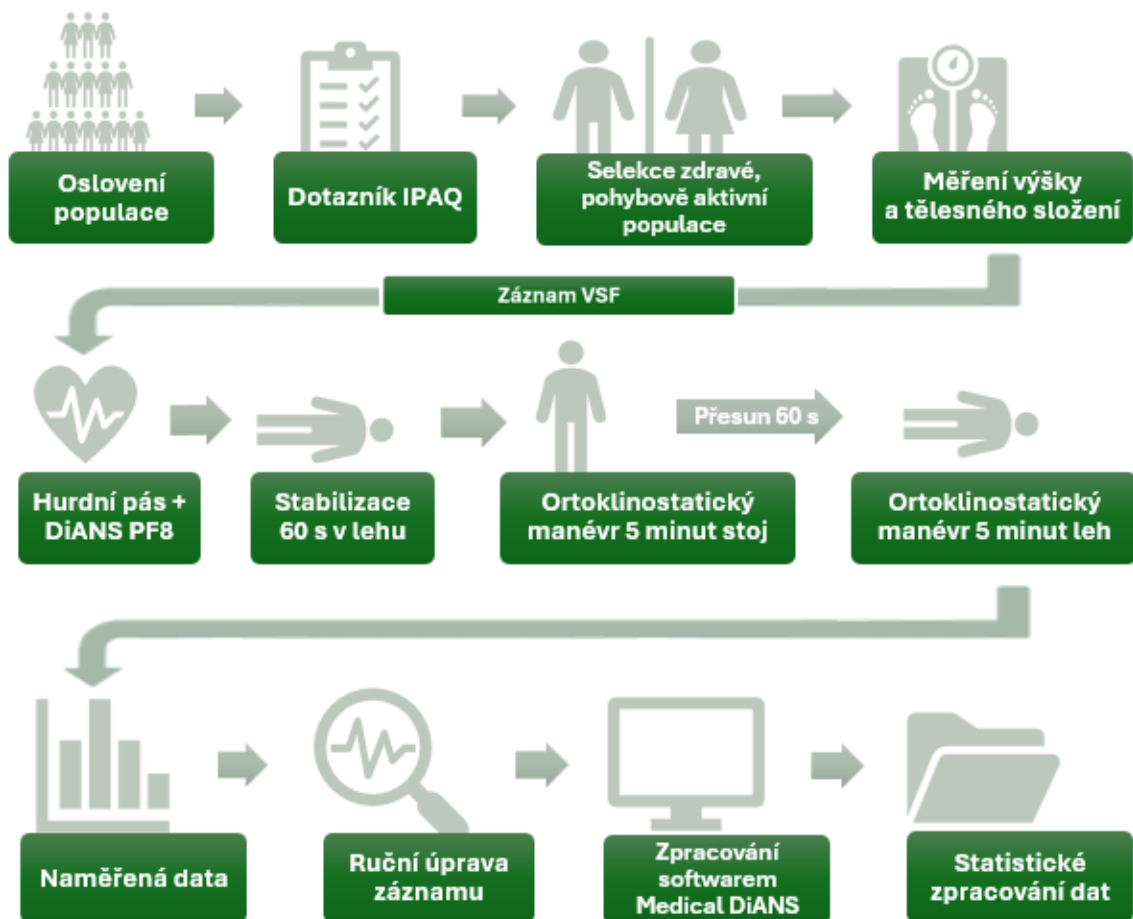 Oslovení
populace
Dotazník IPAQ
Selekce zdravé,
pohybově aktivní
populace
Měření výšky
a tělesného složení
Záznam VSF
Přesun 60 s
Hurdní pás +
DiANS PF8
Stabilizace
60 s v lehu
Ortoklinostatický
manévr 5 minut stoj
Ortoklinostatický
manévr 5 minut leh
Naměřená data
Ruční úprava
záznamu
Zpracování
softwarem
Medical DiANS
Statistické
zpracování dat